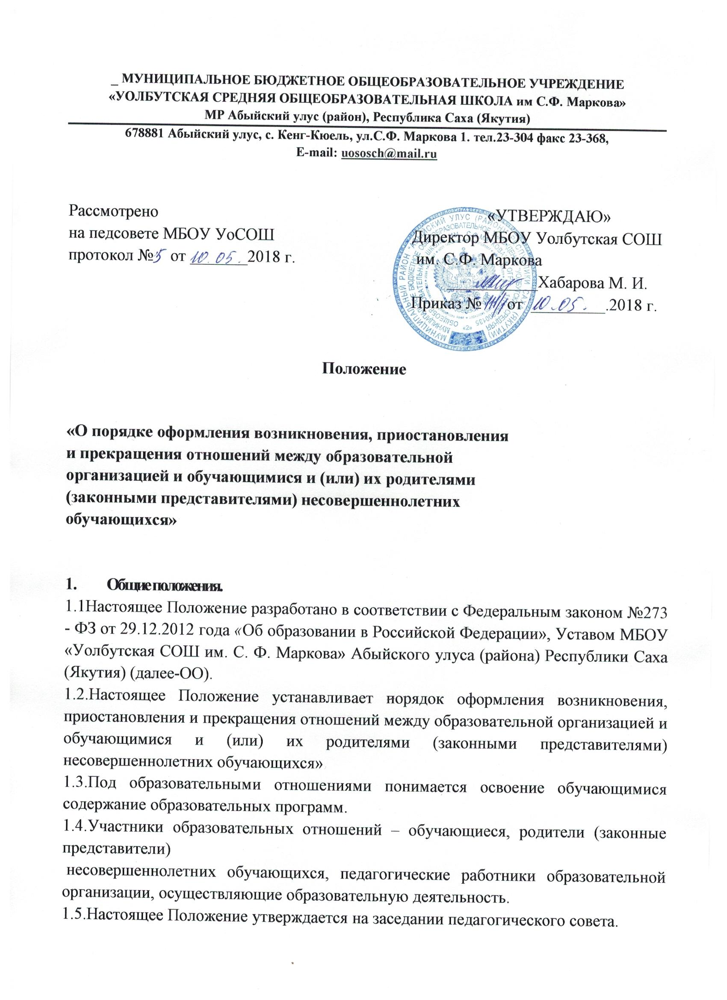 _ МУНИЦИПАЛЬНОЕ БЮДЖЕТНОЕ ОБЩЕОБРАЗОВАТЕЛЬНОЕ УЧРЕЖДЕНИЕ
«УОЛБУТСКАЯ СРЕДНЯЯ ОБЩЕОБРАЗОВАТЕЛЬНАЯ ШКОЛА им С.Ф. Маркова»
МР Абыйский улус (район), Республика Саха (Якутия)
678881 Абыйский улус, с. Кенг-Кюель, ул.С.Ф. Маркова 1. тел.23-304 факс 23-368,
E-mail: uososch@mail.ru
Рассмотрено
на педсовете МБОУ УоСОШ
протокол №5 от 10.05.2018 г.
«УТВЕРЖДАЮ»
Директор МБОУ Уолбутская СОШ
им. С.Ф. Маркова
Хабарова М. И.
Приказ № от 10.05. .2018 г.
Положение
«О порядке оформления возникновения, приостановления
и прекращения отношений между образовательной
организацией и обучающимися и (или) их родителями
(законными представителями) несовершеннолетних
обучающихся»
1. Общие положения.
1.1Настоящее Положение разработано в соответствии с Федеральным законом №273
- ФЗ от 29.12.2012 года «Об образовании в Российской Федерации», Уставом МБОУ
«Уолбутская СОШ им. С. Ф. Маркова» Абыйского улуса (района) Республики Саха
(Якутия) (далее-ОО).
1.2.Настоящее Положение устанавливает порядок оформления возникновения,
приостановления и прекращения отношений между образовательной организацией и
обучающимися и (или) их родителями (законными представителями)
несовершеннолетних обучающихся»
1.3.Под образовательными отношениями понимается освоение обучающимися
содержание образовательных программ.
1.4.Участники образовательных отношений – обучающиеся, родители (законные
представители)
несовершеннолетних обучающихся, педагогические работники образовательной
организации, осуществляющие образовательную деятельность.
1.5.Настоящее Положение утверждается на заседании педагогического совета.